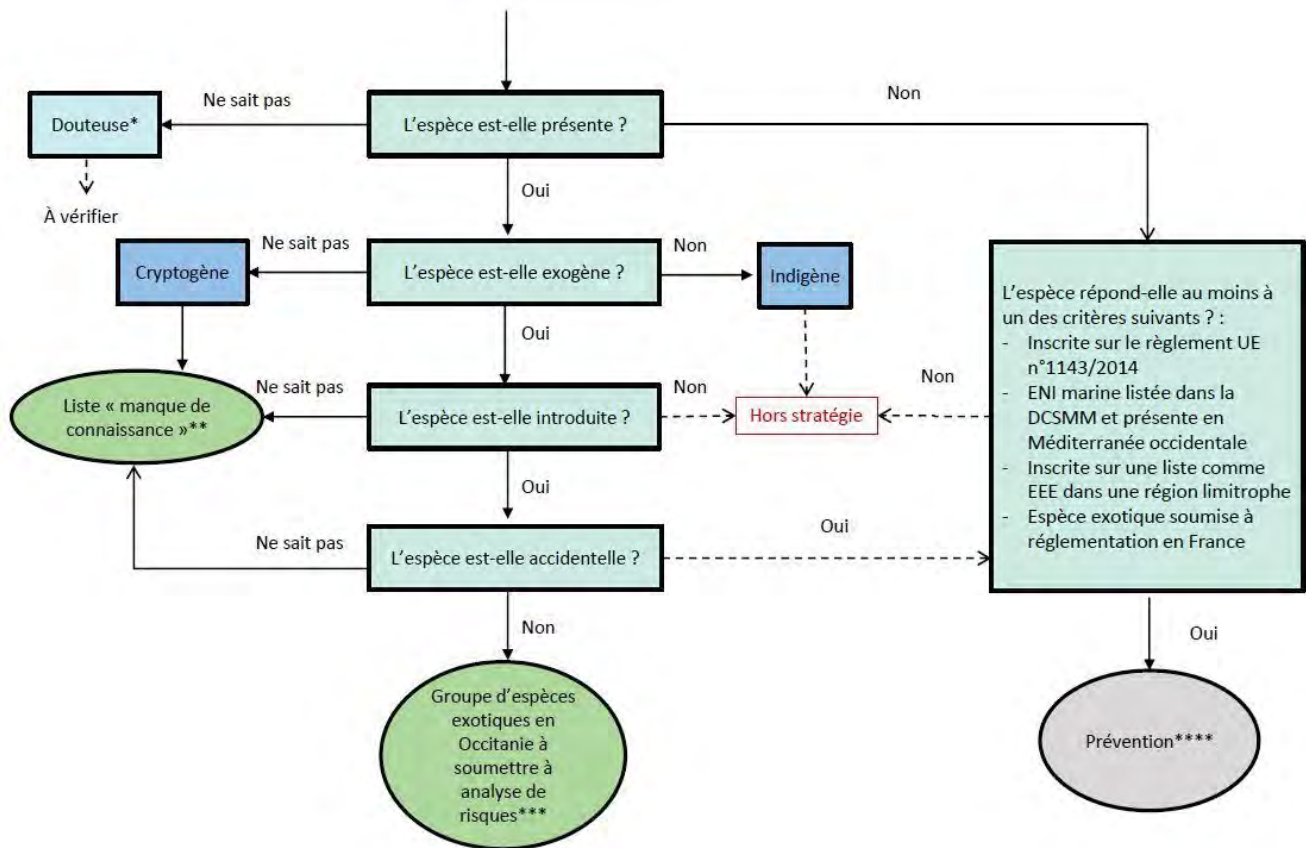 Non
Ne sait pas
Douteuse*
L'espèce est-elle présente ?
Oui
À vérifier
Ne sait pas
Non
Cryptogène
L'espèce est-elle exogène ?
Indigène
L'espèce répond-elle au moins à
un des critères suivants ? :
- Inscrite sur le règlement UE
n°1143/2014
- ENI marine listée dans la
DCSMM et présente en
Méditerranée occidentale
- Inscrite sur une liste comme
EEE dans une région limitrophe
- Espèce exotique soumise à
réglementation en France
Oui
Ne sait pas
Non
Non
Liste « manque de
connaissance »**
L'espèce est-elle introduite ?
Hors stratégie
Oui
Ne sait pas
Oui
L'espèce est-elle accidentelle ?
Non
Oui
Groupe d'espèces
exotiques en
Occitanie à
soumettre à
analyse de
risques***
Prévention****